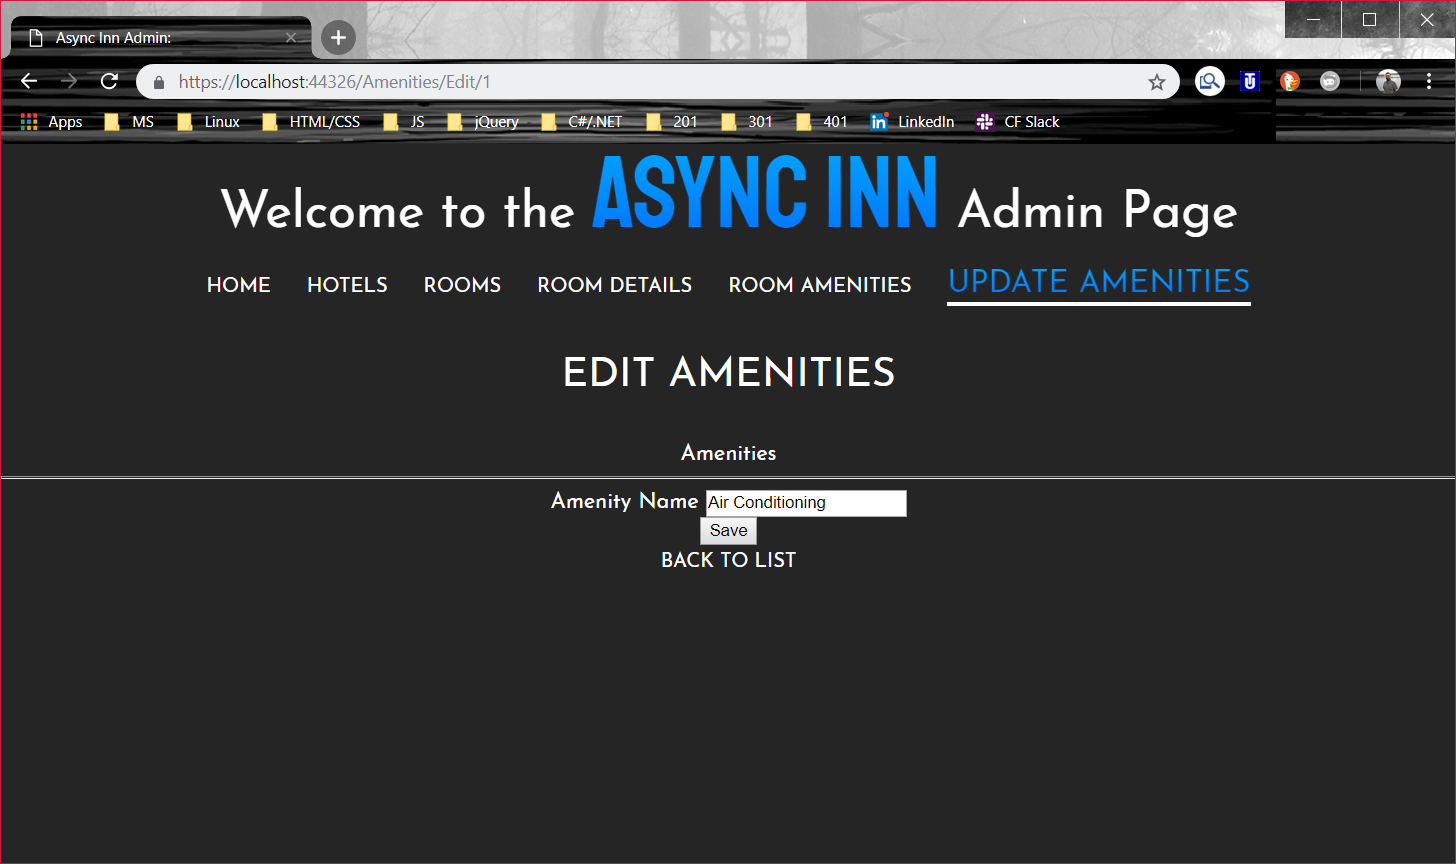 Async Inn Admin:
https://localhost:44326/Amenities/Edit/1
Apps MS Linux HTML/CSS JS jQuery C#/.NET 201 301 401 LinkedIn CF Slack
Welcome to the ASYNC INN Admin Page
HOME HOTELS ROOMS ROOM DETAILS ROOM AMENITIES UPDATE AMENITIES
EDIT AMENITIES
Amenities
Amenity Name Air Conditioning
Save
BACK TO LIST